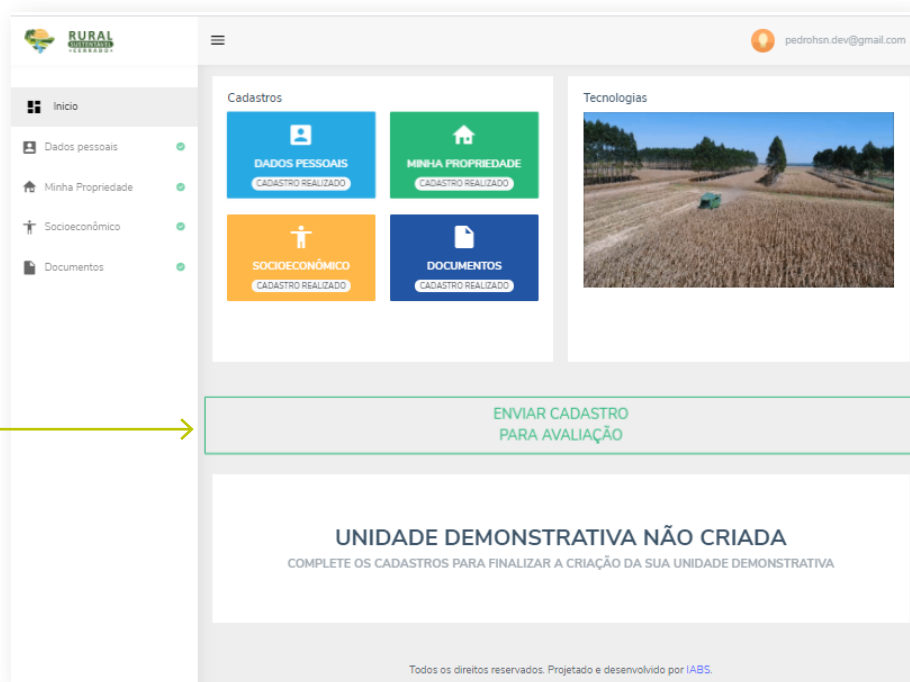 RURAL
SUSTENTÁVEL
•CERRADO•
pedrohsn.dev@gmail.com
Inicio
Dados pessoais
Minha Propriedade
Socioeconômico
Documentos
Cadastros
DADOS PESSOAIS
CADASTRO REALIZADO
MINHA PROPRIEDADE
CADASTRO REALIZADO
SOCIOECONÔMICO
CADASTRO REALIZADO
DOCUMENTOS
CADASTRO REALIZADO
Tecnologias
ENVIAR CADASTRO
PARA AVALIAÇÃO
UNIDADE DEMONSTRATIVA NÃO CRIADA
COMPLETE OS CADASTROS PARA FINALIZAR A CRIAÇÃO DA SUA UNIDADE DEMONSTRATIVA
Todos os direitos reservados. Projetado e desenvolvido por IABS.